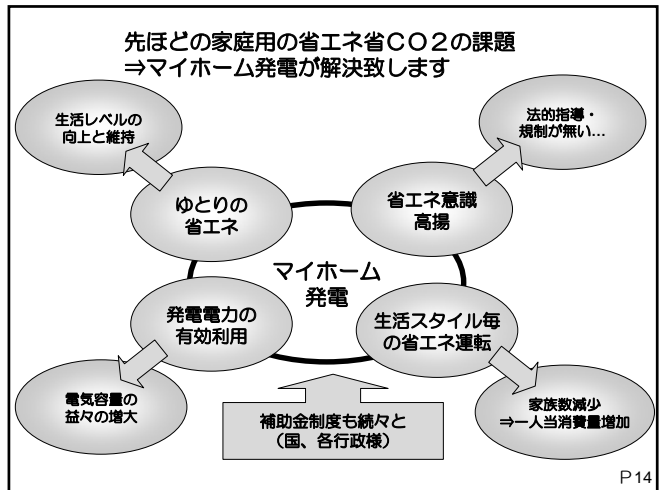 先ほどの家庭用の省エネ省CO2の課題
⇒マイホーム発電が解決致します
生活レベルの
向上と維持
法的指導・
規制が無い…
ゆとりの
省エネ
省エネ意識
高揚
マイホーム
発電
発電電力の
有効利用
生活スタイル毎
の省エネ運転
電気容量の
益々の増大
補助金制度も続々と
（国、各行政様）
家族数減少
⇒一人当消費量増加
P14